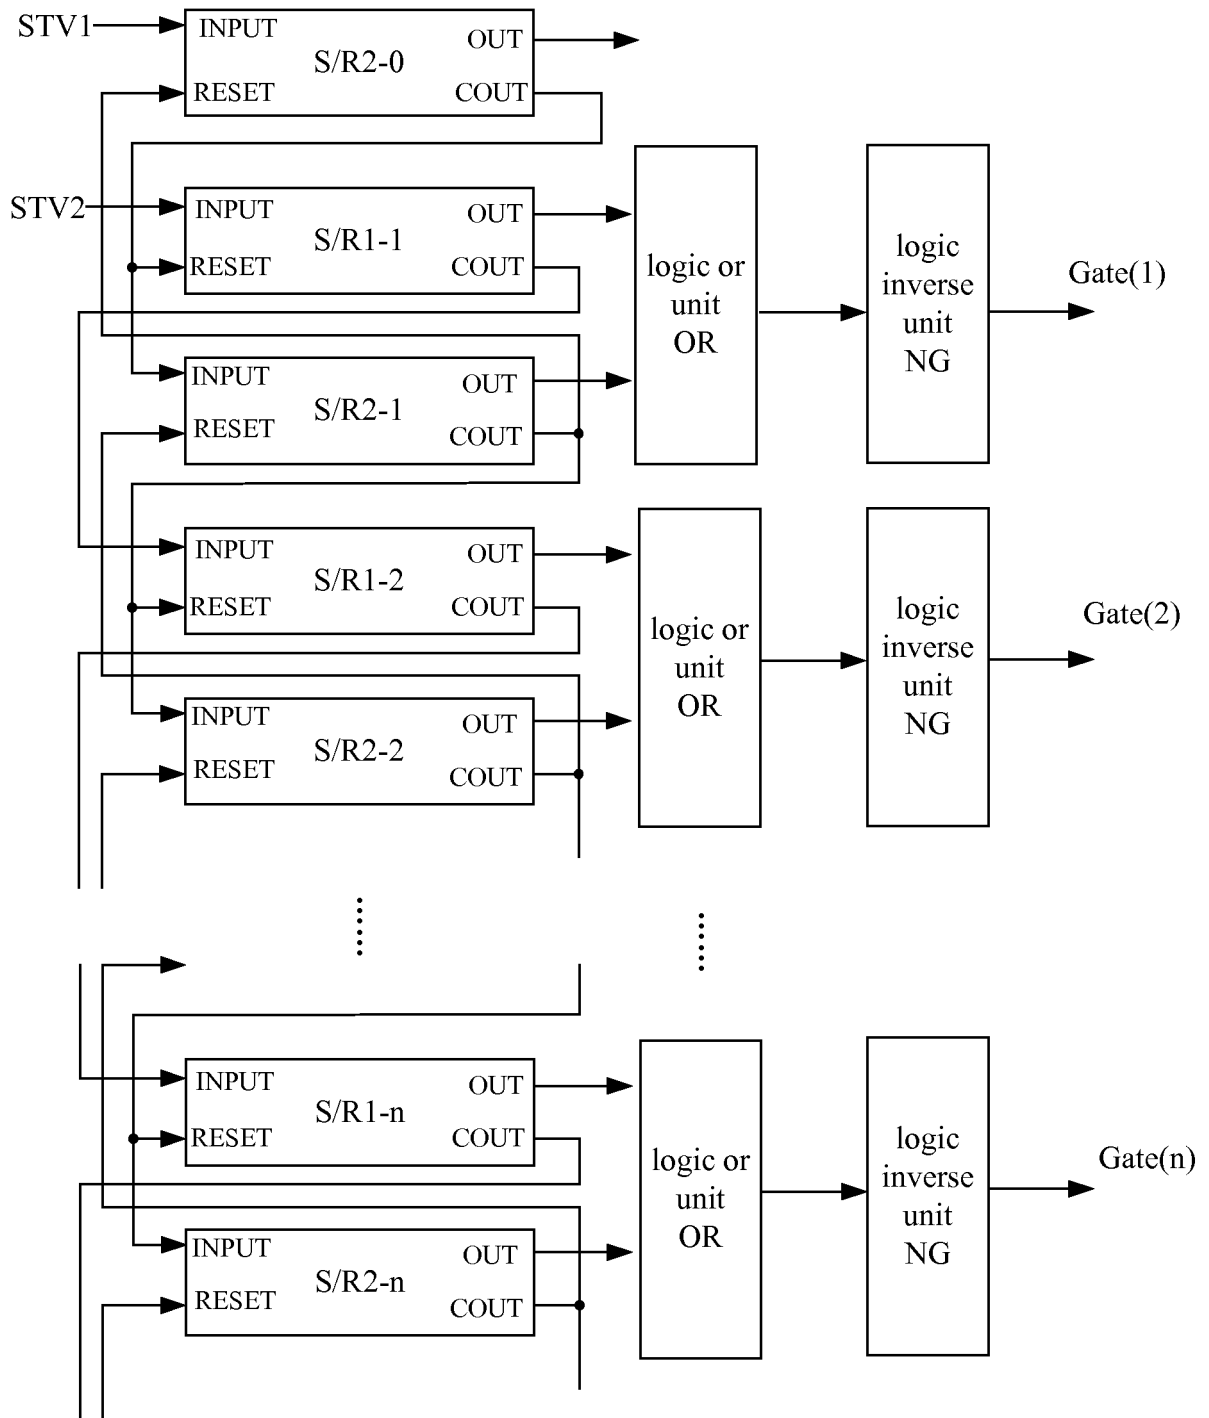 STV1
INPUT
OUT
S/R2-0
RESET
COUT
STV2
INPUT
OUT
S/R1-1
RESET
COUT
logic or
unit
OR
logic
inverse
unit
NG
Gate(1)
INPUT
OUT
S/R2-1
RESET
COUT
INPUT
OUT
S/R1-2
RESET
COUT
logic or
unit
OR
logic
inverse
unit
NG
Gate(2)
INPUT
OUT
S/R2-2
RESET
COUT
INPUT
OUT
S/R1-n
RESET
COUT
logic or
unit
OR
logic
inverse
unit
NG
Gate(n)
INPUT
OUT
S/R2-n
RESET
COUT